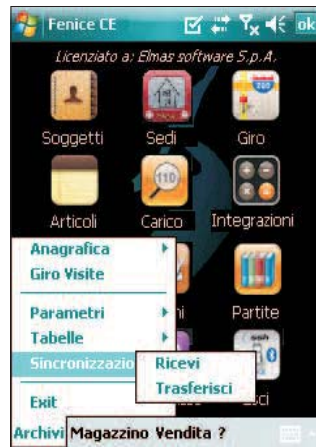 Fenice CE
ok
Licenziato a: Elmas software S.p.A.
Soggetti
Sedi
Giro
110
Articoli
Carico
Integrazioni
Anagrafica
Giro Visite
Partite
Parametri
Tabelle
Sincronizzazio
Ricevi
Trasferisci
Exit
Archivi
Magazzino
Vendita
?